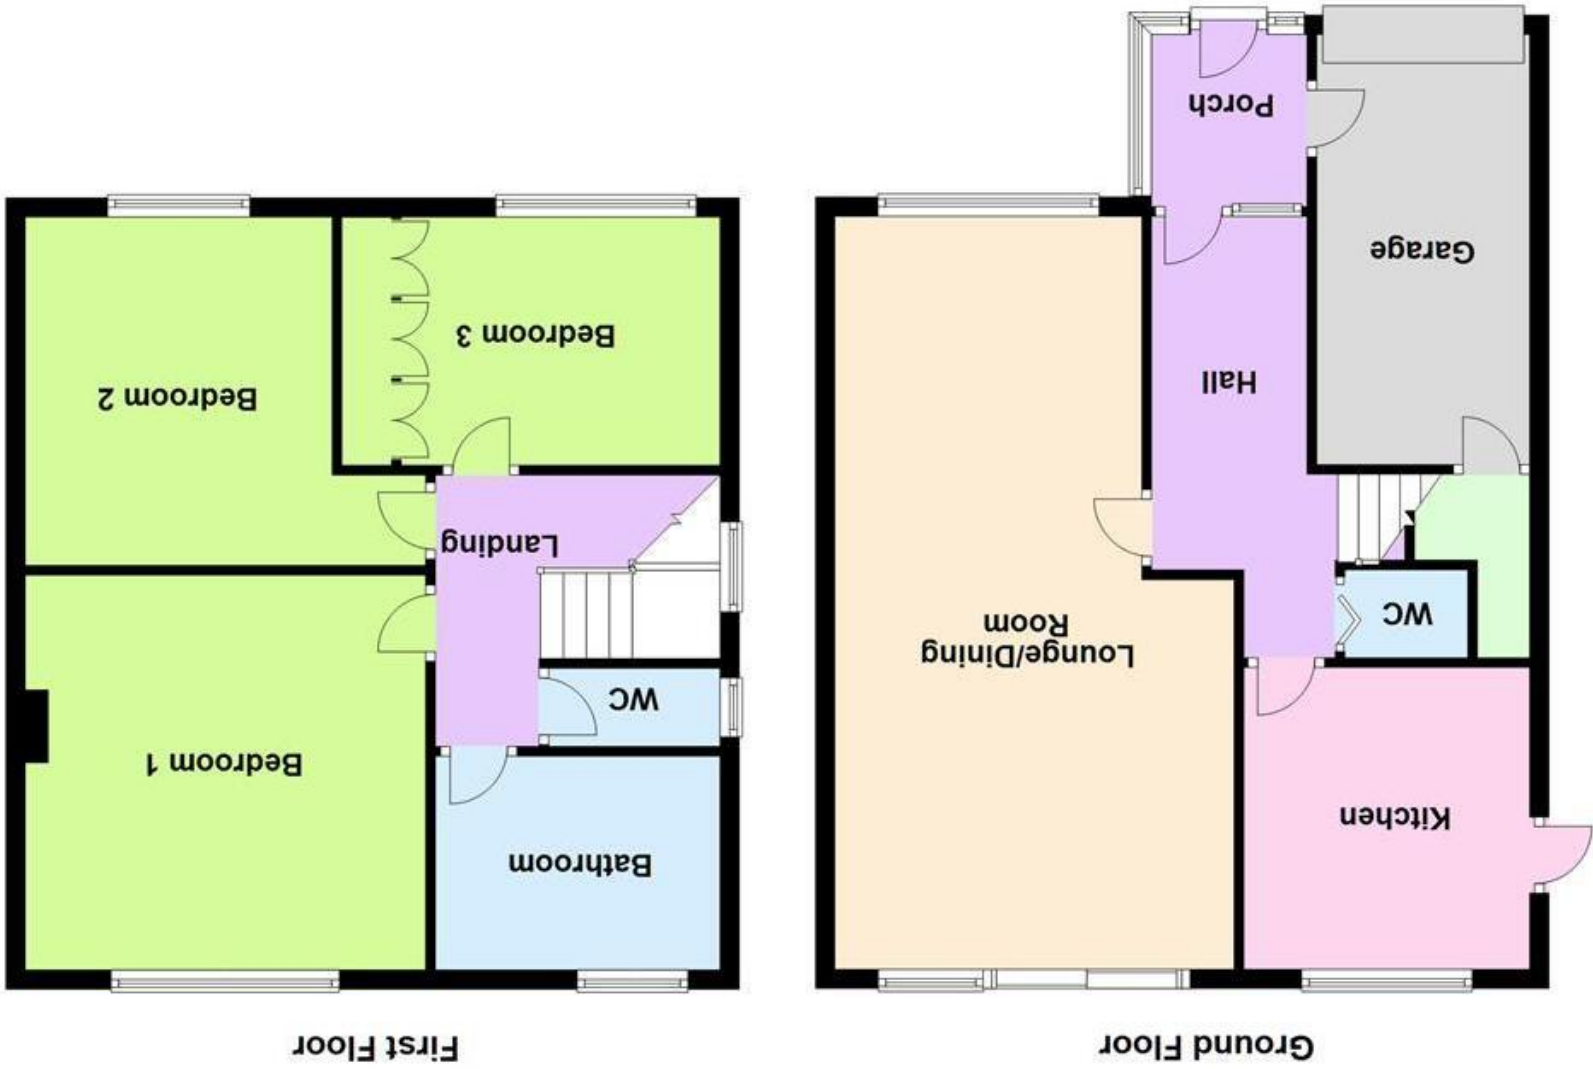 Ground Floor
Kitchen
Lounge/Dining
Room
WC
Hall
Garage
Porch
First Floor
Bathroom
Bedroom 1
WC
Landing
Bedroom 2
Bedroom 3